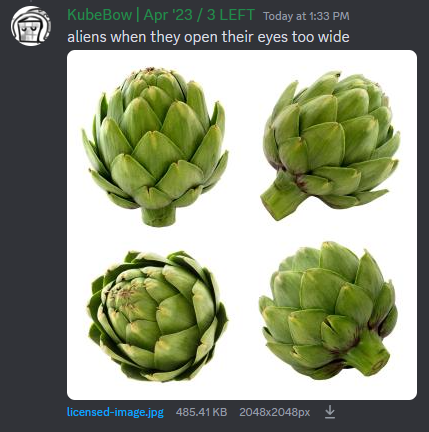 KubeBow | Apr '23 / 3 LEFT Today at 1:33 PM
aliens when they open their eyes too wide
licensed-image.jpg 485.41 KB 2048x2048px